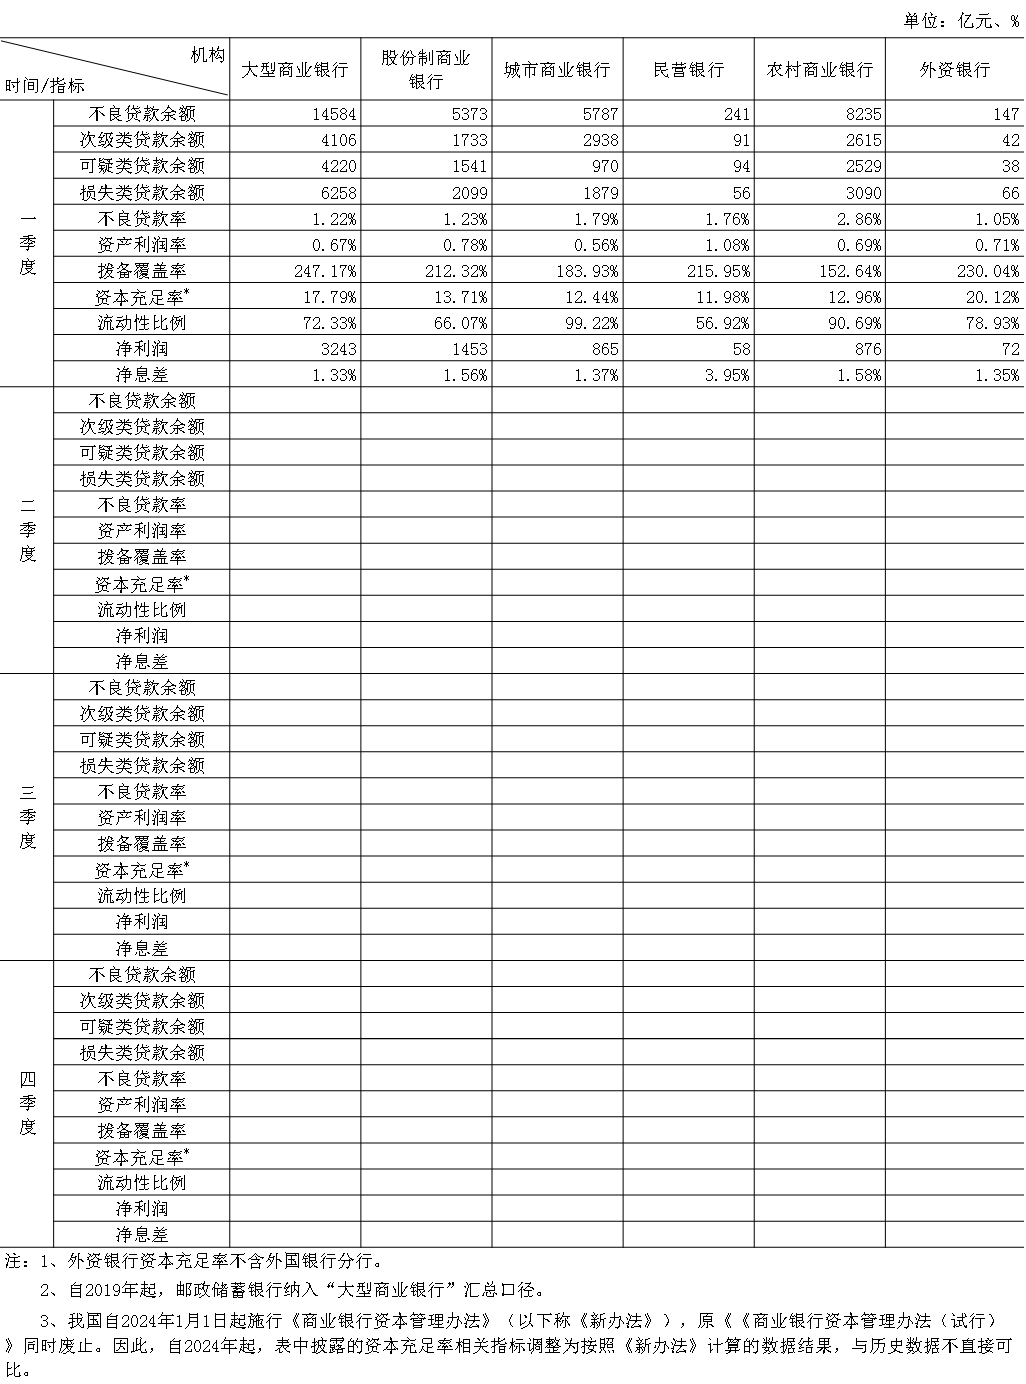 单位：亿元、%
机构
时间/指标
大型商业银行 股份制商业银行 城市商业银行 民营银行 农村商业银行 外资银行
一季度
不良贷款余额 14584 5373 5787 241 8235 147
次级类贷款余额 4106 1733 2938 91 2615 42
可疑类贷款余额 4220 1541 970 94 2529 38
损失类贷款余额 6258 2099 1879 56 3090 66
不良贷款率 1.22% 1.23% 1.79% 1.76% 2.86% 1.05%
资产利润率 0.67% 0.78% 0.56% 1.08% 0.69% 0.71%
拨备覆盖率 247.17% 212.32% 183.93% 215.95% 152.64% 230.04%
资本充足率* 17.79% 13.71% 12.44% 11.98% 12.96% 20.12%
流动性比例 72.33% 66.07% 99.22% 56.92% 90.69% 78.93%
净利润 3243 1453 865 58 876 72
净息差 1.33% 1.56% 1.37% 3.95% 1.58% 1.35%
二季度
不良贷款余额
次级类贷款余额
可疑类贷款余额
损失类贷款余额
不良贷款率
资产利润率
拨备覆盖率
资本充足率*
流动性比例
净利润
净息差
三季度
不良贷款余额
次级类贷款余额
可疑类贷款余额
损失类贷款余额
不良贷款率
资产利润率
拨备覆盖率
资本充足率*
流动性比例
净利润
净息差
四季度
不良贷款余额
次级类贷款余额
可疑类贷款余额
损失类贷款余额
不良贷款率
资产利润率
拨备覆盖率
资本充足率*
流动性比例
净利润
净息差
注：1、外资银行资本充足率不含外国银行分行。
2、自2019年起，邮政储蓄银行纳入“大型商业银行”汇总口径。
3、我国自2024年1月1日起施行《商业银行资本管理办法》（以下称《新办法》），原《《商业银行资本管理办法（试行）
》同时废止。因此，自2024年起，表中披露的资本充足率相关指标调整为按照《新办法》计算的数据结果，与历史数据不直接可
比。